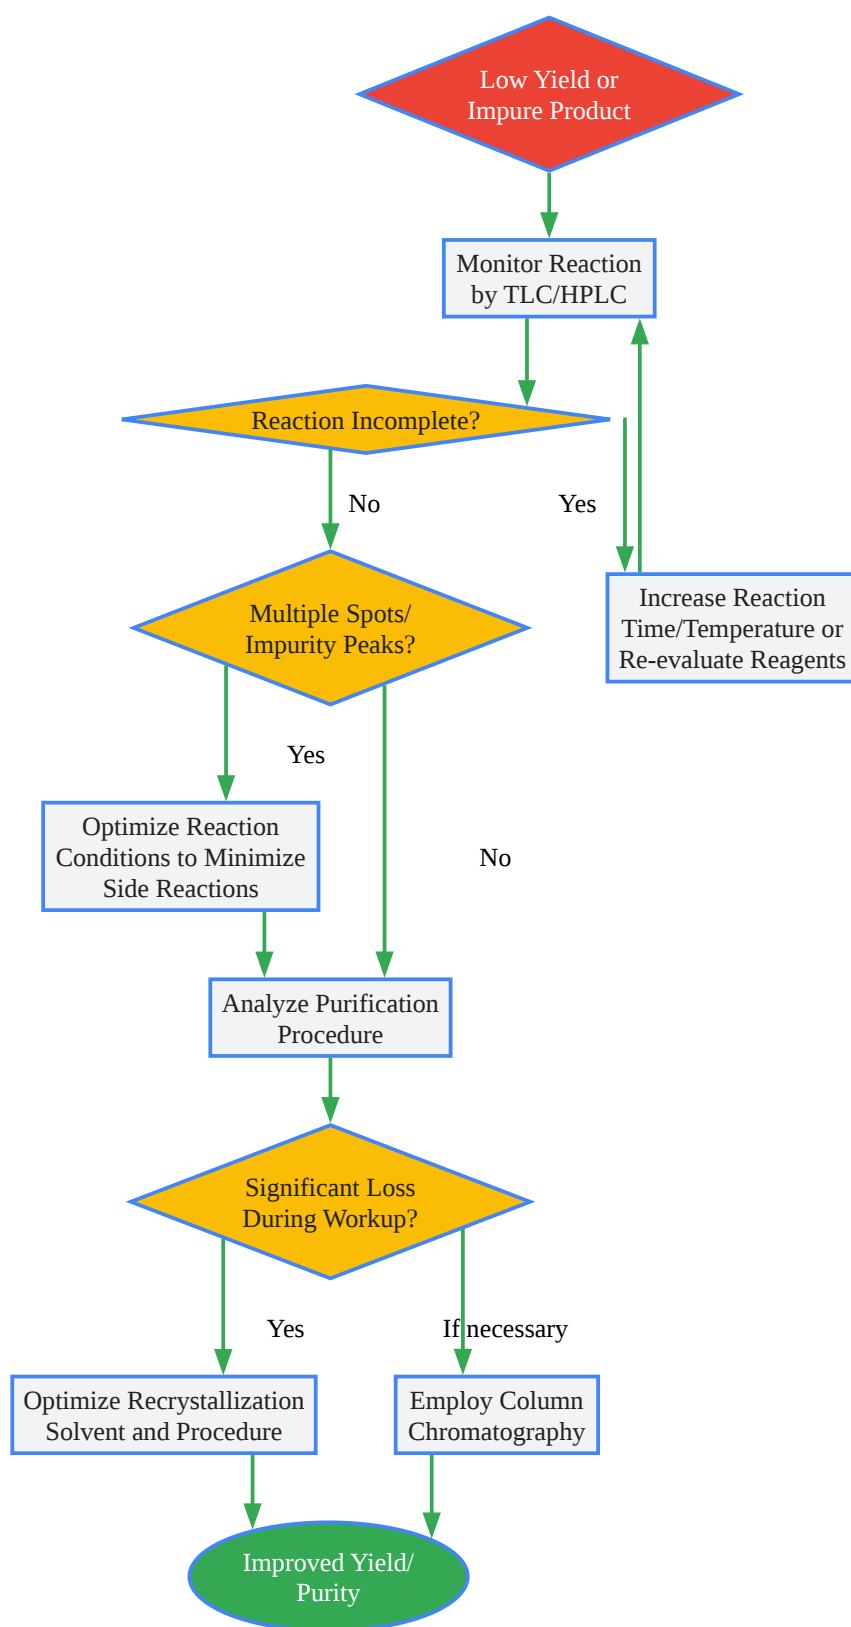 Low Yield or
Impure Product
Monitor Reaction
by TLC/HPLC
Reaction Incomplete?
No
Yes
Multiple Spots/
Impurity Peaks?
Increase Reaction
Time/Temperature or
Re-evaluate Reagents
Yes
Optimize Reaction
Conditions to Minimize
Side Reactions
No
Analyze Purification
Procedure
Significant Loss
During Workup?
Yes
If necessary
Optimize Recrystallization
Solvent and Procedure
Employ Column
Chromatography
Improved Yield/
Purity